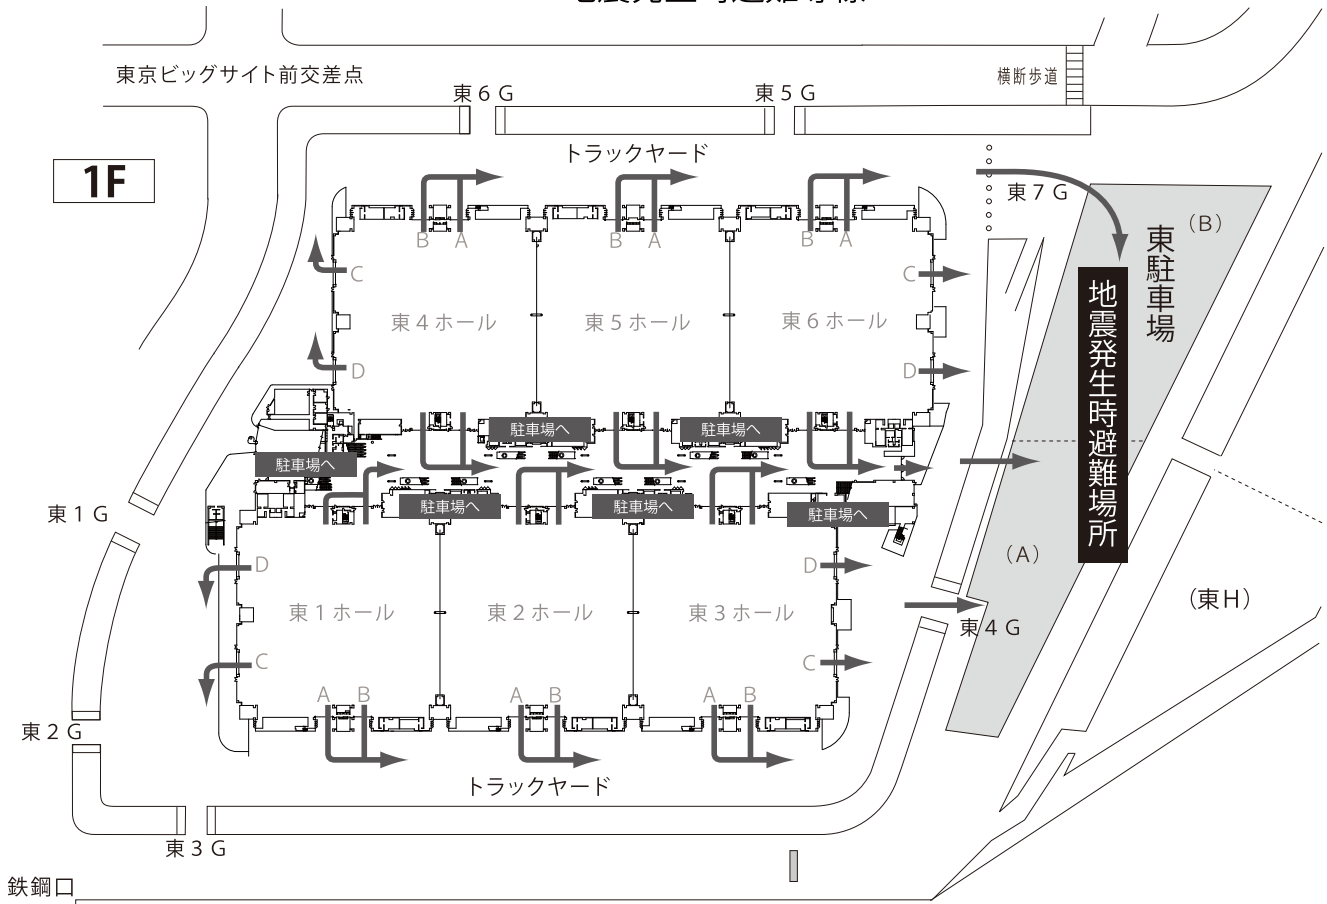 東京ビッグサイト前交差点
横断歩道
東6G
東5G
トラックヤード
1F
東7G
(B)
東駐車場
地震発生時避難場所
B A
B A
B A
C
C
東4ホール
東5ホール
東6ホール
D
D
駐車場へ
駐車場へ
駐車場へ
駐車場へ
駐車場へ
駐車場へ
東1G
(A)
D
D
東1ホール
東2ホール
東3ホール
(東H)
東4G
C
C
A B
A B
A B
東2G
トラックヤード
東3G
鉄鋼口